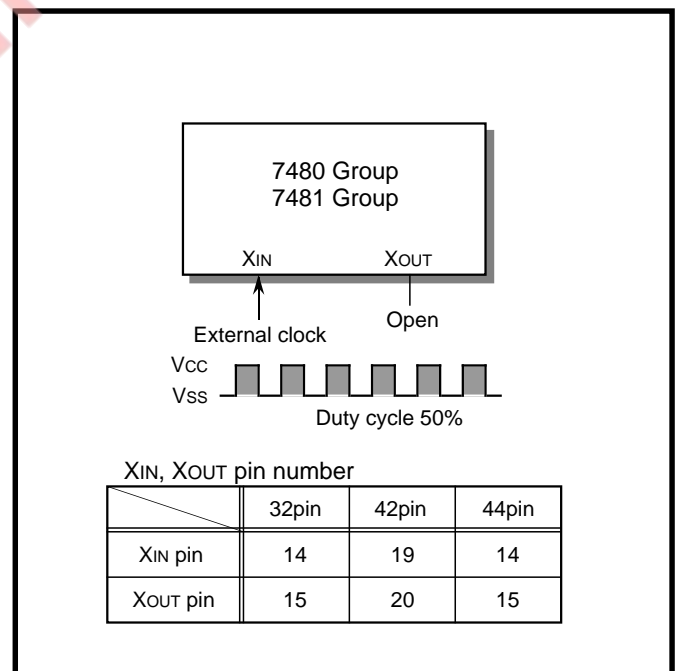 7480 Group
7481 Group
XIN XOUT
External clock
Open
VCC
VSS
Duty cycle 50%
XIN, XOUT pin number
32pin 42pin 44pin
XIN pin 14 19 14
XOUT pin 15 20 15